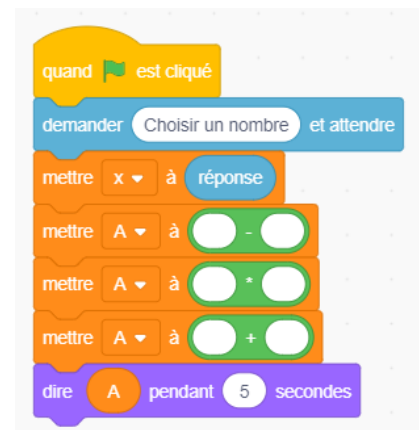 quand est cliqué
demander Choisir un nombre et attendre
mettre x à réponse
mettre A à -
mettre A à *
mettre A à +
dire A pendant 5 secondes